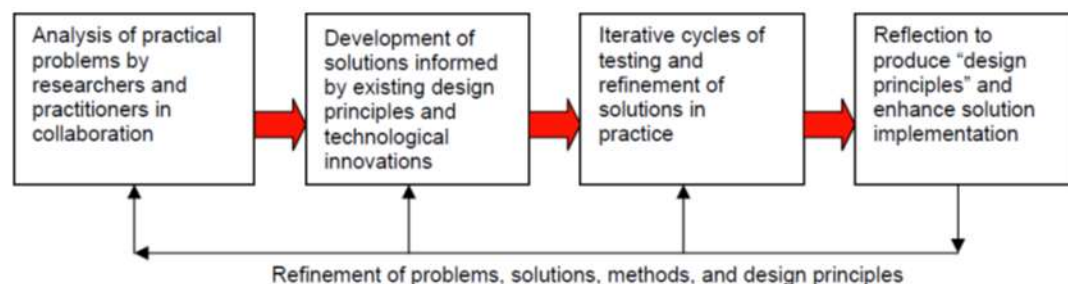 Analysis of practical
problems by
researchers and
practitioners in
collaboration
Development of
solutions informed
by existing design
principles and
technological
innovations
Iterative cycles of
testing and
refinement of
solutions in
practice
Reflection to
produce “design
principles” and
enhance solution
implementation
Refinement of problems, solutions, methods, and design principles